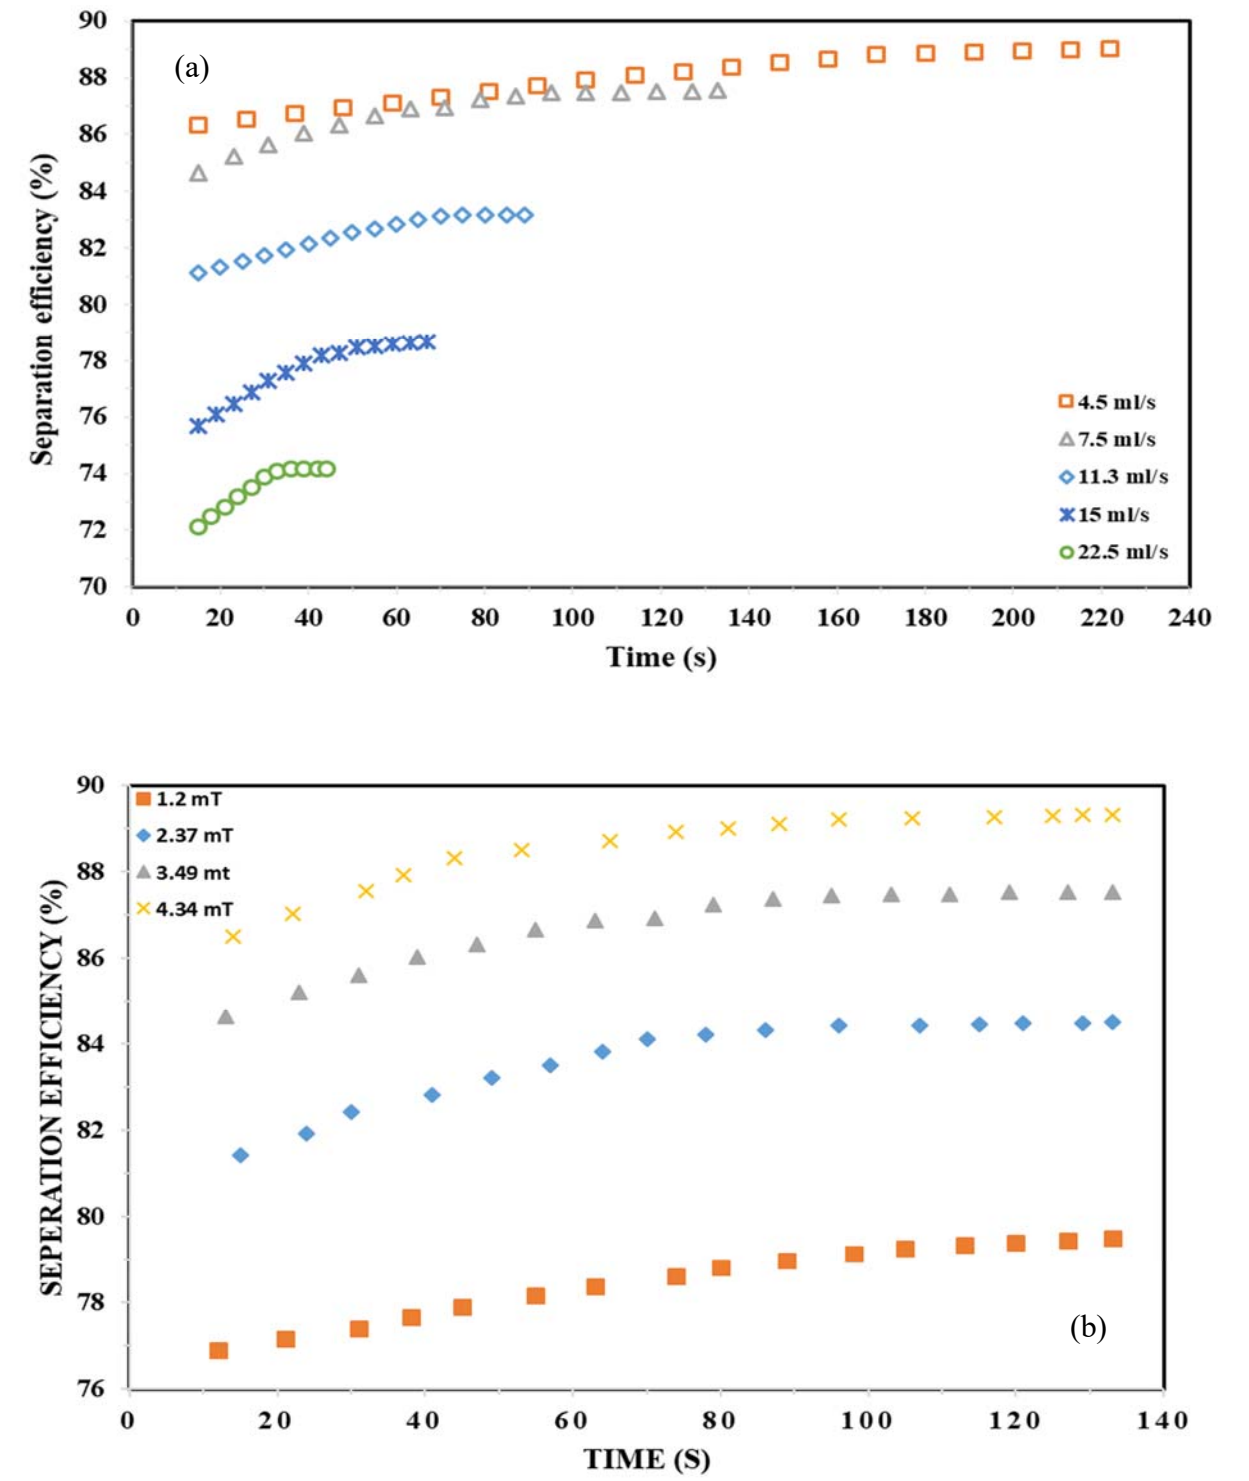 90
(a)
88
86
84
82
80
78
76
74
72
70
Separation efficiency (%)
4.5 ml/s
7.5 ml/s
11.3 ml/s
15 ml/s
22.5 ml/s
0 20 40 60 80 100 120 140 160 180 200 220 240
Time (s)
90
1.2 mT
2.37 mT
3.49 mt
4.34 mT
88
86
84
82
80
78
76
SEPERATION EFFICIENCY (%)
(b)
0 20 40 60 80 100 120 140
TIME (S)